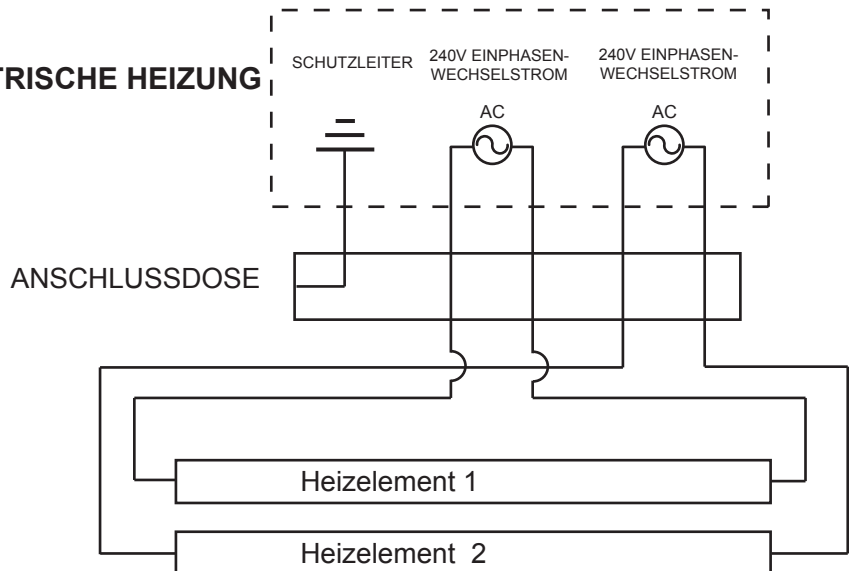 TRISCHE HEIZUNG
SCHUTZLEITER
240V EINPHASEN-
WECHSELSTROM
240V EINPHASEN-
WECHSELSTROM
AC
AC
ANSCHLUSSDOSE
Heizelement 1
Heizelement 2